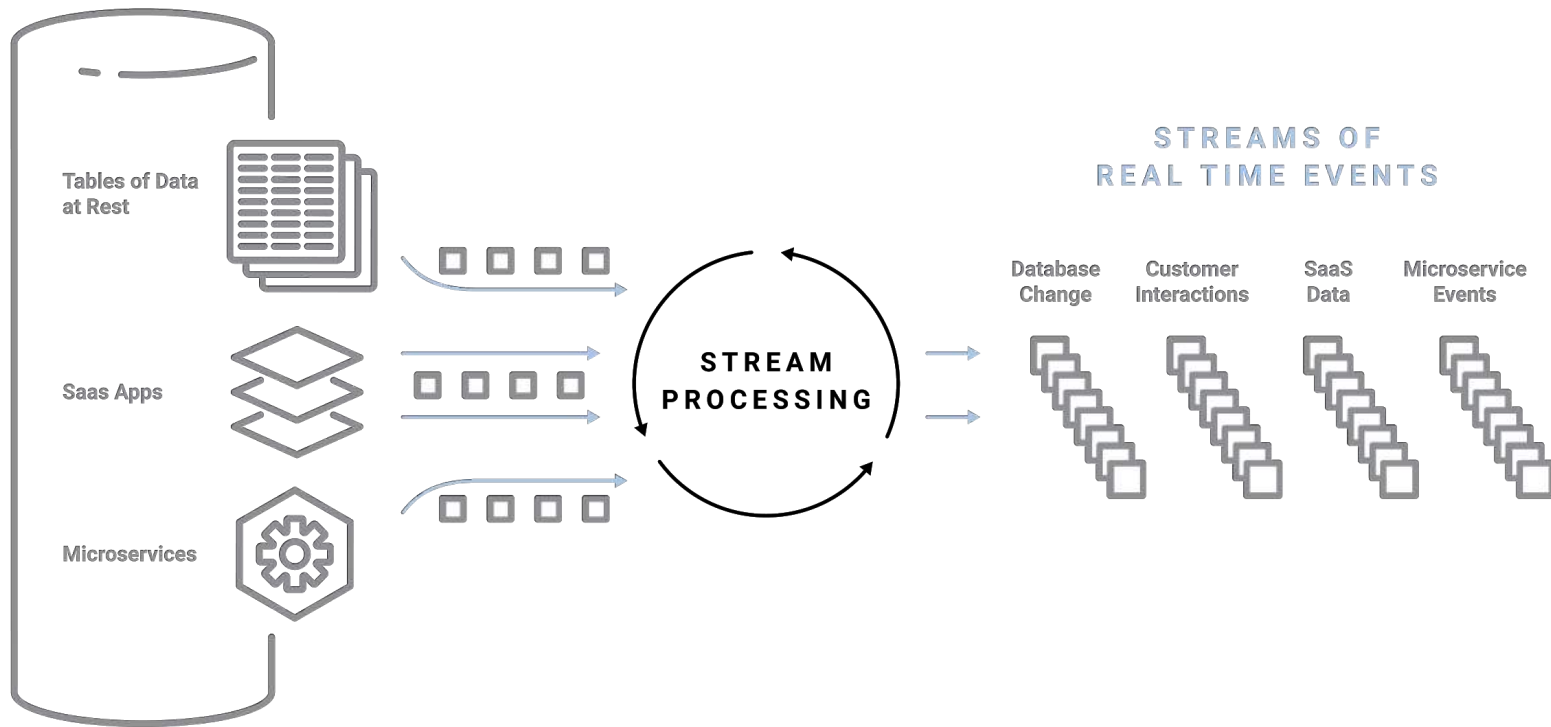 Tables of Data
at Rest
Saas Apps
Microservices
STREAM
PROCESSING
STREAMS OF
REAL TIME EVENTS
Database
Change
Customer
Interactions
SaaS
Data
Microservice
Events